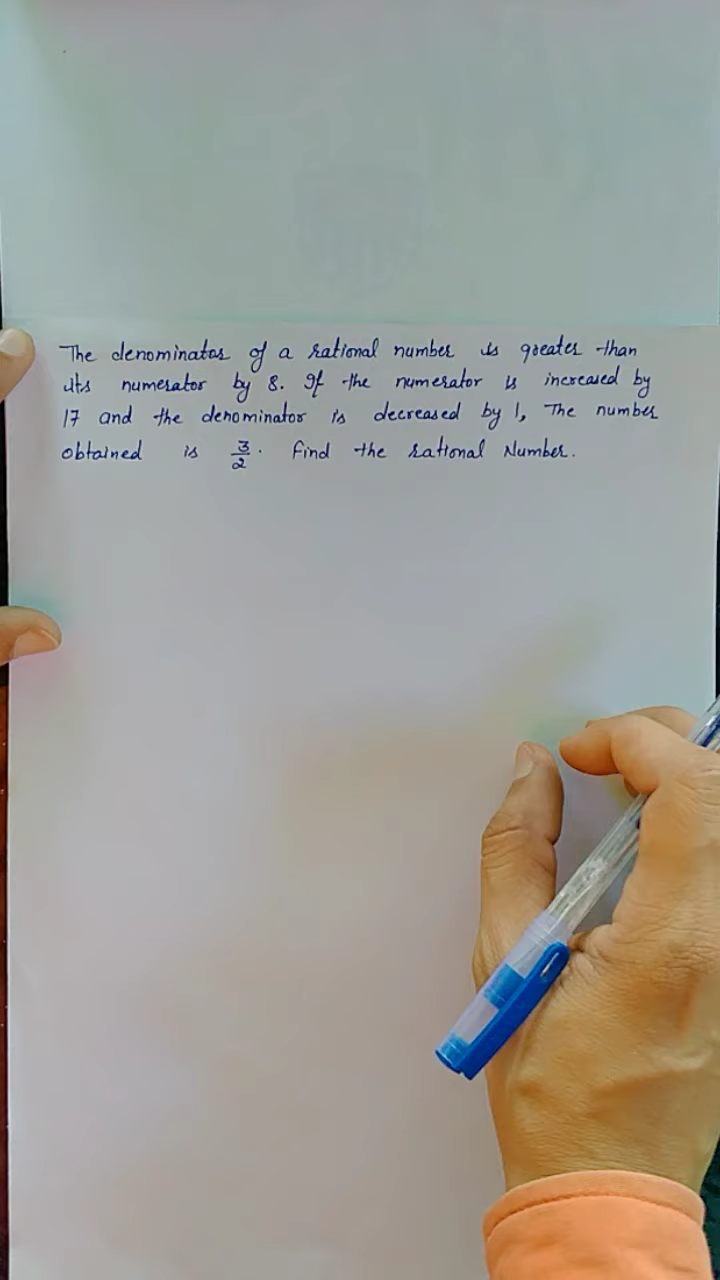 The denominator of a rational number is greater than
its numerator by 8. If the numerator is increased by
17 and the denominator is decreased by 1, The number
obtained is 3/2. Find the rational Number.